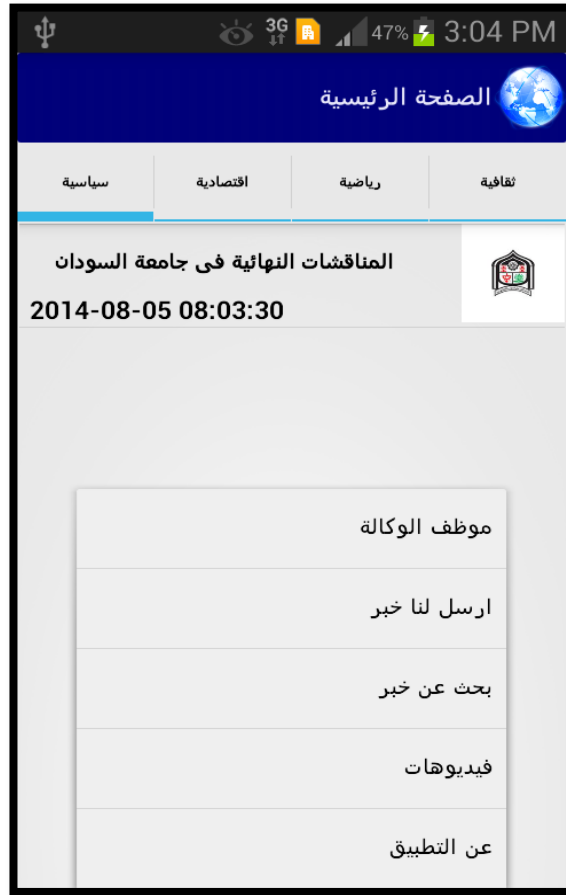 3G 47% 3:04 PM
الصفحة الرئيسية
ثقافية رياضية اقتصادية سياسية
المناقشات النهائية فى جامعة السودان
2014-08-05 08:03:30
موظف الوكالة
ارسل لنا خبر
بحث عن خبر
فيديوهات
عن التطبيق